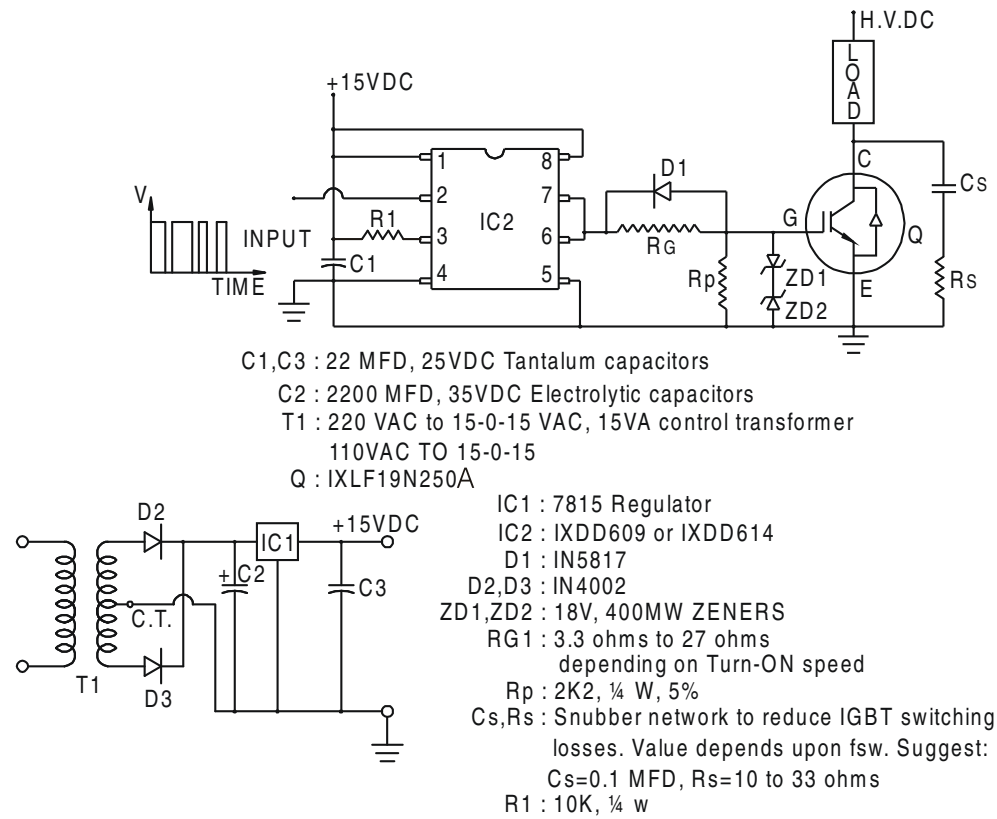 H.V.DC
LOAD
+15VDC
1
8
C
D1
Cs
2
7
V
R1
IC2
G
Q
INPUT
3
6
RG
C1
Rp
ZD1
Rs
TIME
4
5
E
ZD2
C1,C3 : 22 MFD, 25VDC Tantalum capacitors
C2 : 2200 MFD, 35VDC Electrolytic capacitors
T1 : 220 VAC to 15-0-15 VAC, 15VA control transformer
110VAC TO 15-0-15
Q : IXLF19N250A
IC1 : 7815 Regulator
IC2 : IXDD609 or IXDD614
D1 : IN5817
D2,D3 : IN4002
ZD1,ZD2 : 18V, 400MW ZENERS
RG1 : 3.3 ohms to 27 ohms
depending on Turn-ON speed
Rp : 2K2, ¼ W, 5%
Cs,Rs : Snubber network to reduce IGBT switching
losses. Value depends upon fsw. Suggest:
Cs=0.1 MFD, Rs=10 to 33 ohms
R1 : 10K, ¼ w
D2
+15VDC
IC1
+
C2
C3
C.T.
T1
D3